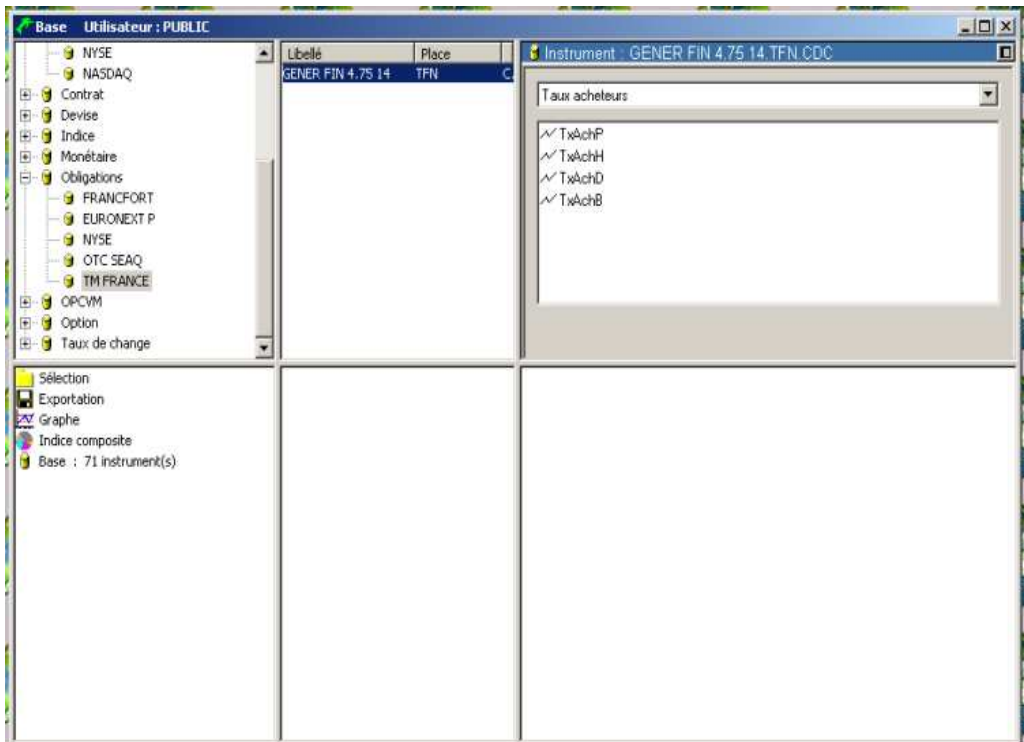 Base Utilisateur : PUBLIC
NYSE
NASDAQ
Contrat
Devise
Indice
Monétaire
Obligations
FRANCFORT
EURONEXT P
NYSE
OTC SEAQ
TM FRANCE
OPCVM
Option
Taux de change
Libellé Place
GENER FIN 4.75 14 TFN C.
Instrument : GENER FIN 4.75 14.TFN.CDC
Taux acheteurs
TxAchP
TxAchH
TxAchD
TxAchB
Sélection
Exportation
Graphe
Indice composite
Base : 71 instrument(s)